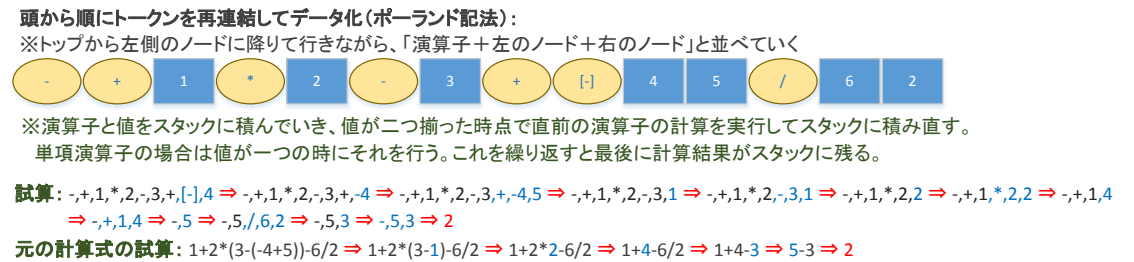 頭から順にトークンを再連結してデータ化（ポーランド記法）：
※トップから左側のノードに降りて行きながら、「演算子＋左のノード＋右のノード」と並べていく
- + 1 * 2 - 3 + [-] 4 5 / 6 2
※演算子と値をスタックに積んでいき、値が二つ揃った時点で直前の演算子の計算を実行してスタックに積み直す。
単項演算子の場合は値が一つの時にそれを行う。これを繰り返すと最後に計算結果がスタックに残る。
試算：-,+,1,*,2,-,3,+,[-],4 ⇒ -,+,1,*,2,-,3,+,-4 ⇒ -,+,1,*,2,-,3,+,-4,5 ⇒ -,+,1,*,2,-,3,1 ⇒ -,+,1,*,2,-,3,1 ⇒ -,+,1,*,2,2 ⇒ -,+,1,*,2,2 ⇒ -,+,1,4
⇒ -,+,1,4 ⇒ -,5 ⇒ -,5,/,6,2 ⇒ -,5,3 ⇒ -,5,3 ⇒ 2
元の計算式の試算：1+2*(3-(-4+5))-6/2 ⇒ 1+2*(3-1)-6/2 ⇒ 1+2*2-6/2 ⇒ 1+4-6/2 ⇒ 1+4-3 ⇒ 5-3 ⇒ 2